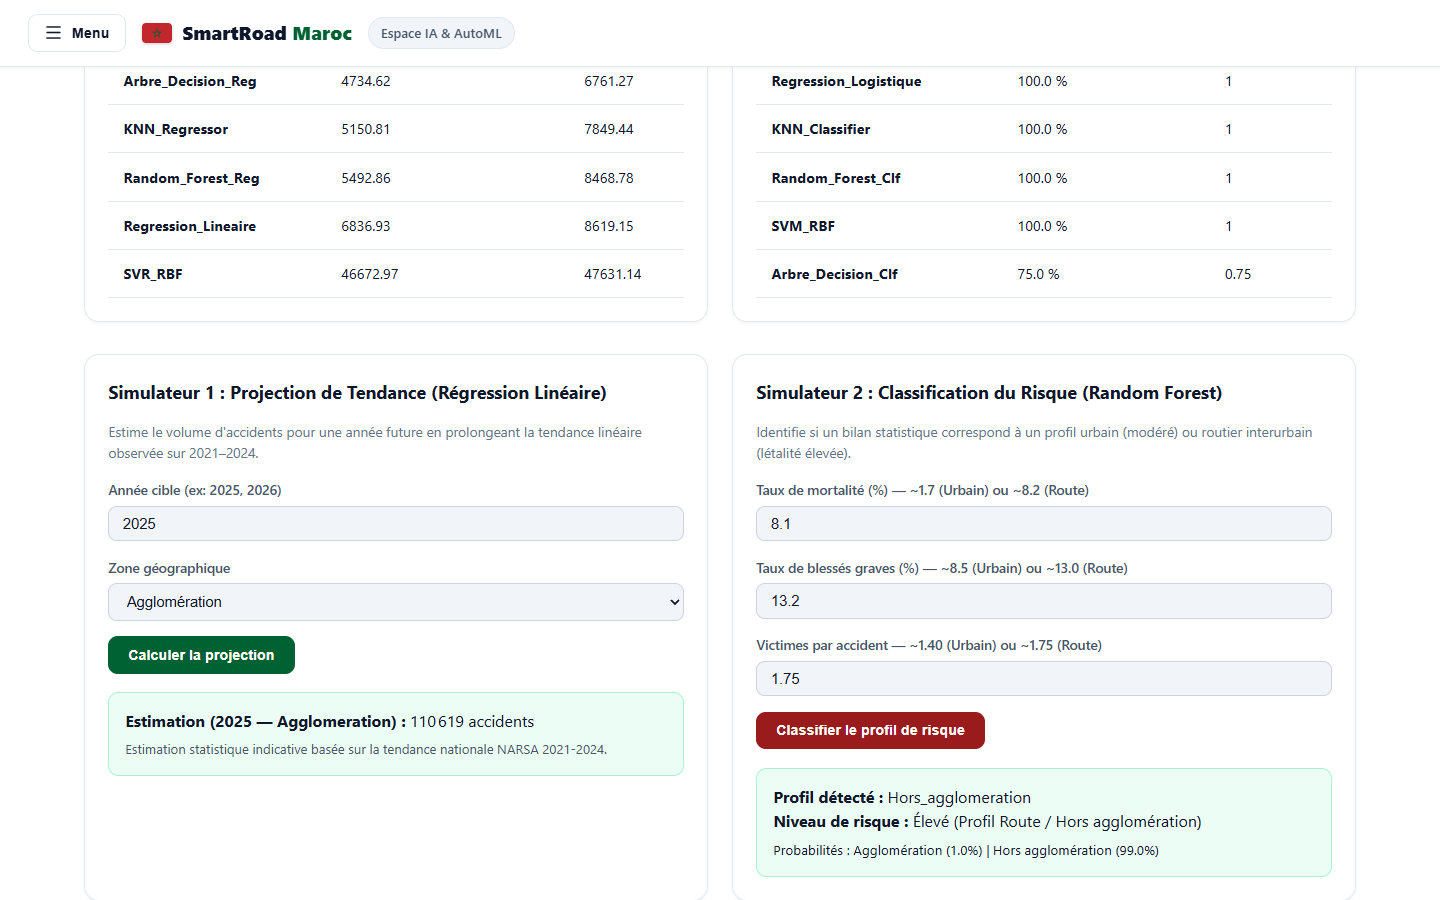 Menu
SmartRoad Maroc
Espace IA & AutoML
Arbre_Decision_Reg 4734.62 6761.27
KNN_Regressor 5150.81 7849.44
Random_Forest_Reg 5492.86 8468.78
Regression_Lineaire 6836.93 8619.15
SVR_RBF 46672.97 47631.14
Regression_Logistique 100.0 % 1
KNN_Classifier 100.0 % 1
Random_Forest_Clf 100.0 % 1
SVM_RBF 100.0 % 1
Arbre_Decision_Clf 75.0 % 0.75
Simulateur 1 : Projection de Tendance (Régression Linéaire)
Estime le volume d'accidents pour une année future en prolongeant la tendance linéaire
observée sur 2021–2024.
Année cible (ex: 2025, 2026)
2025
Zone géographique
Agglomération
Calculer la projection
Estimation (2025 — Agglomeration) : 110 619 accidents
Estimation statistique indicative basée sur la tendance nationale NARSA 2021-2024.
Simulateur 2 : Classification du Risque (Random Forest)
Identifie si un bilan statistique correspond à un profil urbain (modéré) ou routier interurbain
(létalité élevée).
Taux de mortalité (%) — ~1.7 (Urbain) ou ~8.2 (Route)
8.1
Taux de blessés graves (%) — ~8.5 (Urbain) ou ~13.0 (Route)
13.2
Victimes par accident — ~1.40 (Urbain) ou ~1.75 (Route)
1.75
Classifier le profil de risque
Profil détecté : Hors_agglomeration
Niveau de risque : Élevé (Profil Route / Hors agglomération)
Probabilités : Agglomération (1.0%) | Hors agglomération (99.0%)